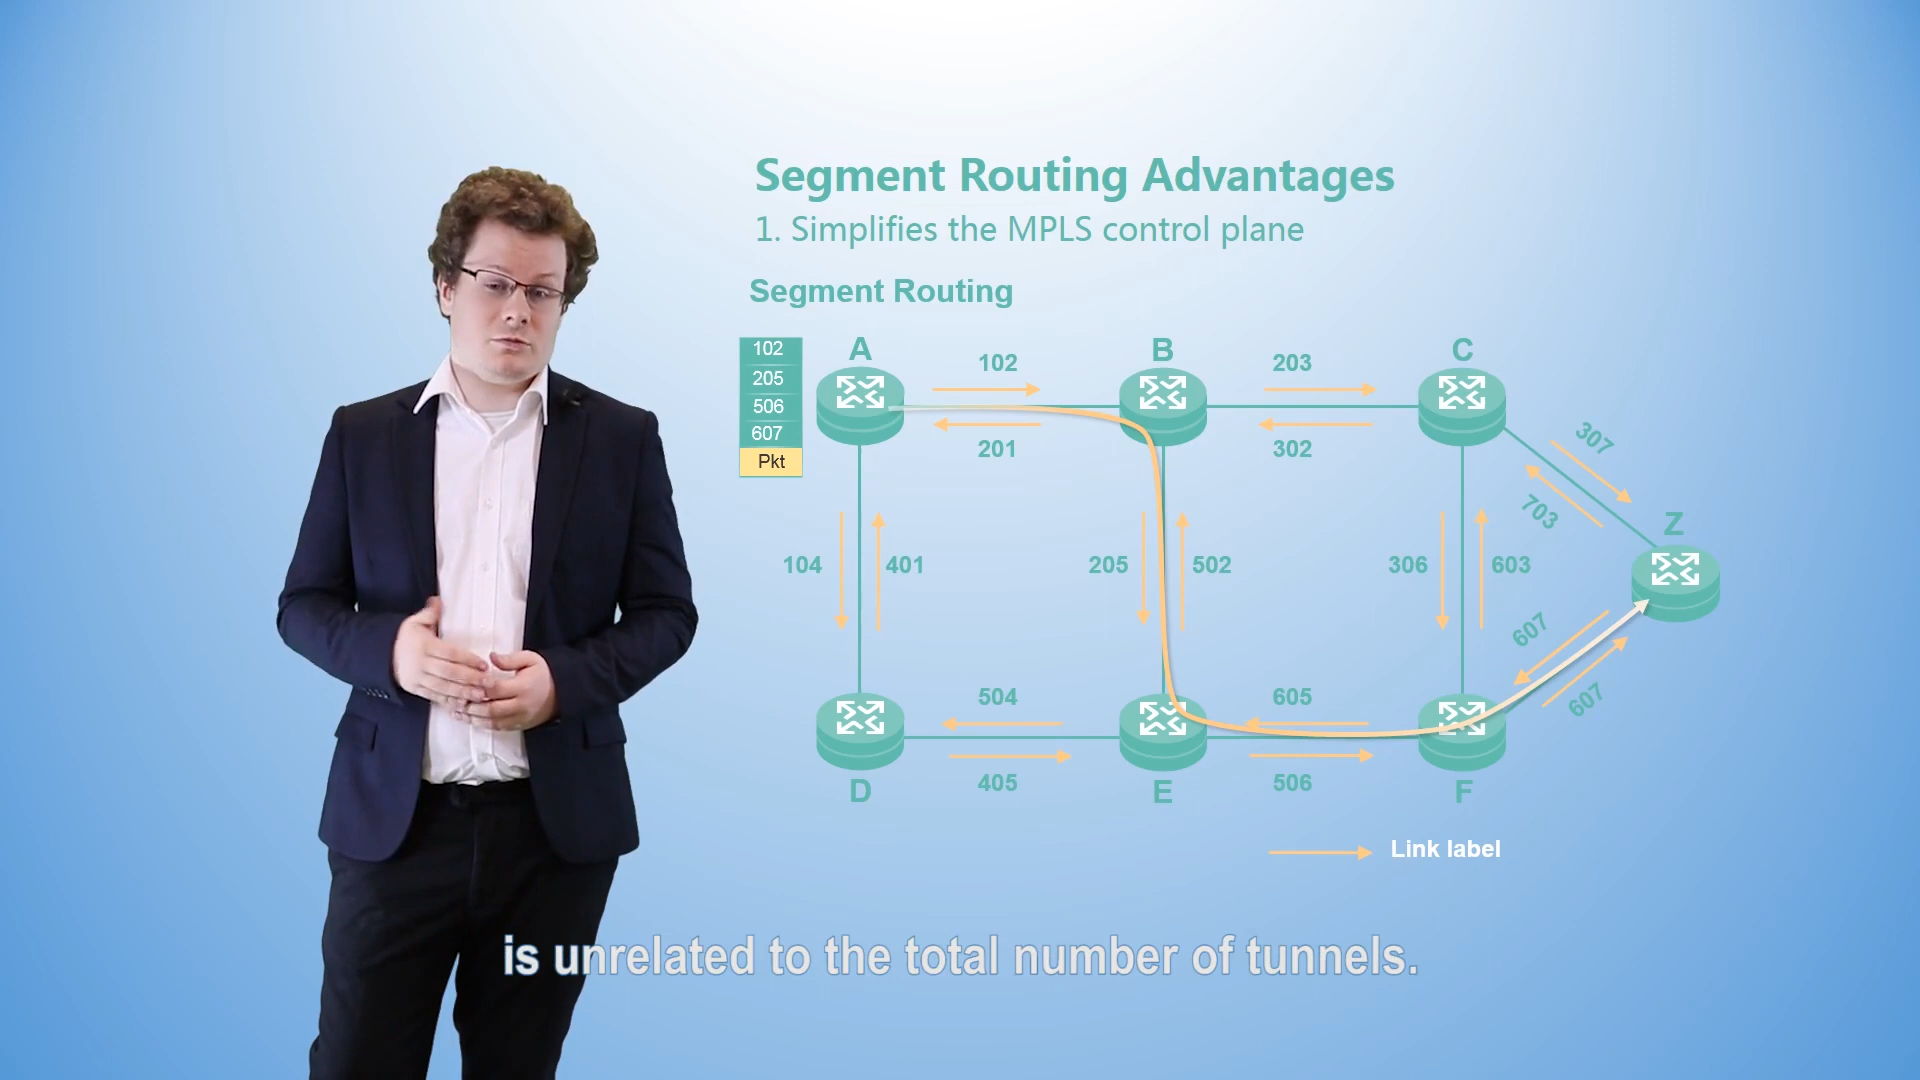 Segment Routing Advantages
1. Simplifies the MPLS control plane
Segment Routing
102
205
506
607
Pkt
A
B
C
102
203
201
302
307
703
Z
104
401
205
502
306
603
607
607
504
605
405
506
D
E
F
Link label
is unrelated to the total number of tunnels.